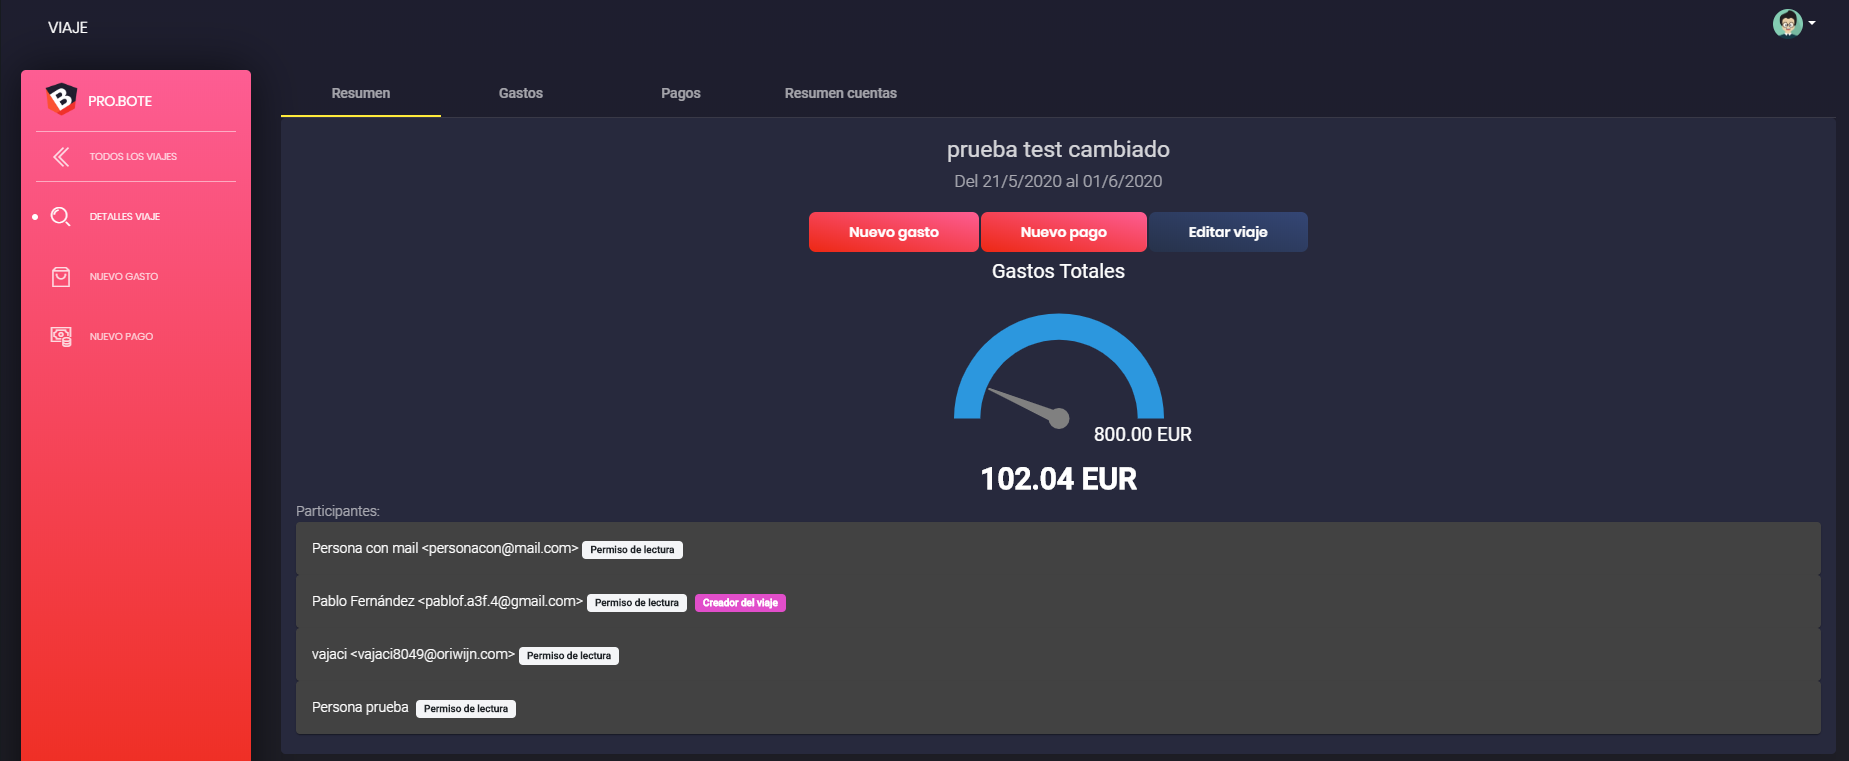 VIAJE
PRO.BOTE
TODOS LOS VIAJES
DETALLES VIAJE
NUEVO GASTO
NUEVO PAGO
Resumen Gastos Pagos Resumen cuentas
prueba test cambiado
Del 21/5/2020 al 01/6/2020
Nuevo gasto Nuevo pago Editar viaje
Gastos Totales
800.00 EUR
102.04 EUR
Participantes:
Persona con mail <personacon@mail.com> Permiso de lectura
Pablo Fernández <pablof.a3f.4@gmail.com> Permiso de lectura Creador del viaje
vajaci <vajaci8049@oriwijn.com> Permiso de lectura
Persona prueba Permiso de lectura